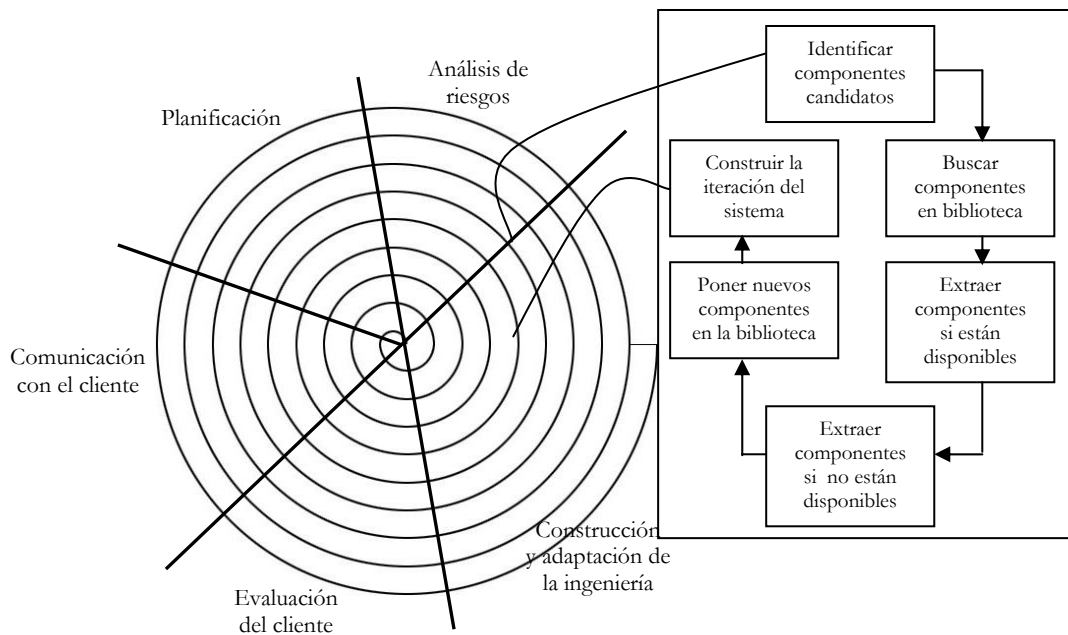 Análisis de
riesgos
Planificación
Comunicación
con el cliente
Evaluación
del cliente
Construcción
y adaptación de
la ingeniería
Identificar
componentes
candidatos
Buscar
componentes
en biblioteca
Extraer
componentes
si están
disponibles
Extraer
componentes
si no están
disponibles
Poner nuevos
componentes
en la biblioteca
Construir la
iteración del
sistema